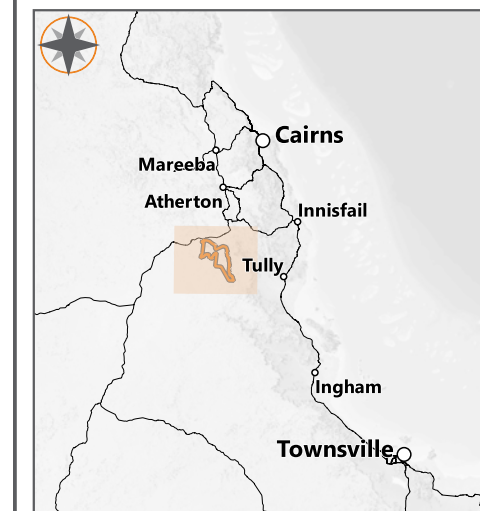 Cairns
Mareeba
Atherton
Innisfail
Tully
Ingham
Townsville